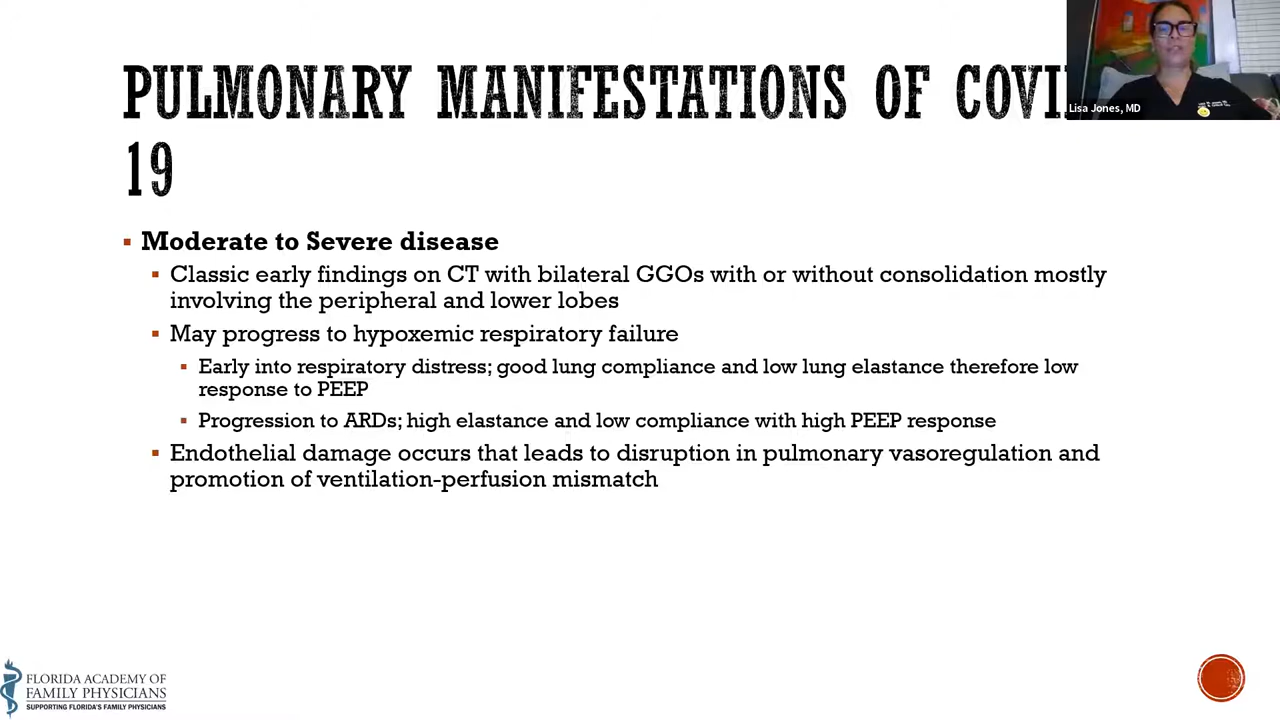 PULMONARY MANIFESTATIONS OF COVI
19
Lisa Jones, MD
▪ Moderate to Severe disease
▪ Classic early findings on CT with bilateral GGOs with or without consolidation mostly
involving the peripheral and lower lobes
▪ May progress to hypoxemic respiratory failure
▪ Early into respiratory distress; good lung compliance and low lung elastance therefore low
response to PEEP
▪ Progression to ARDs; high elastance and low compliance with high PEEP response
▪ Endothelial damage occurs that leads to disruption in pulmonary vasoregulation and
promotion of ventilation-perfusion mismatch
FLORIDA ACADEMY OF
FAMILY PHYSICIANS
SUPPORTING FLORIDA'S FAMILY PHYSICIANS